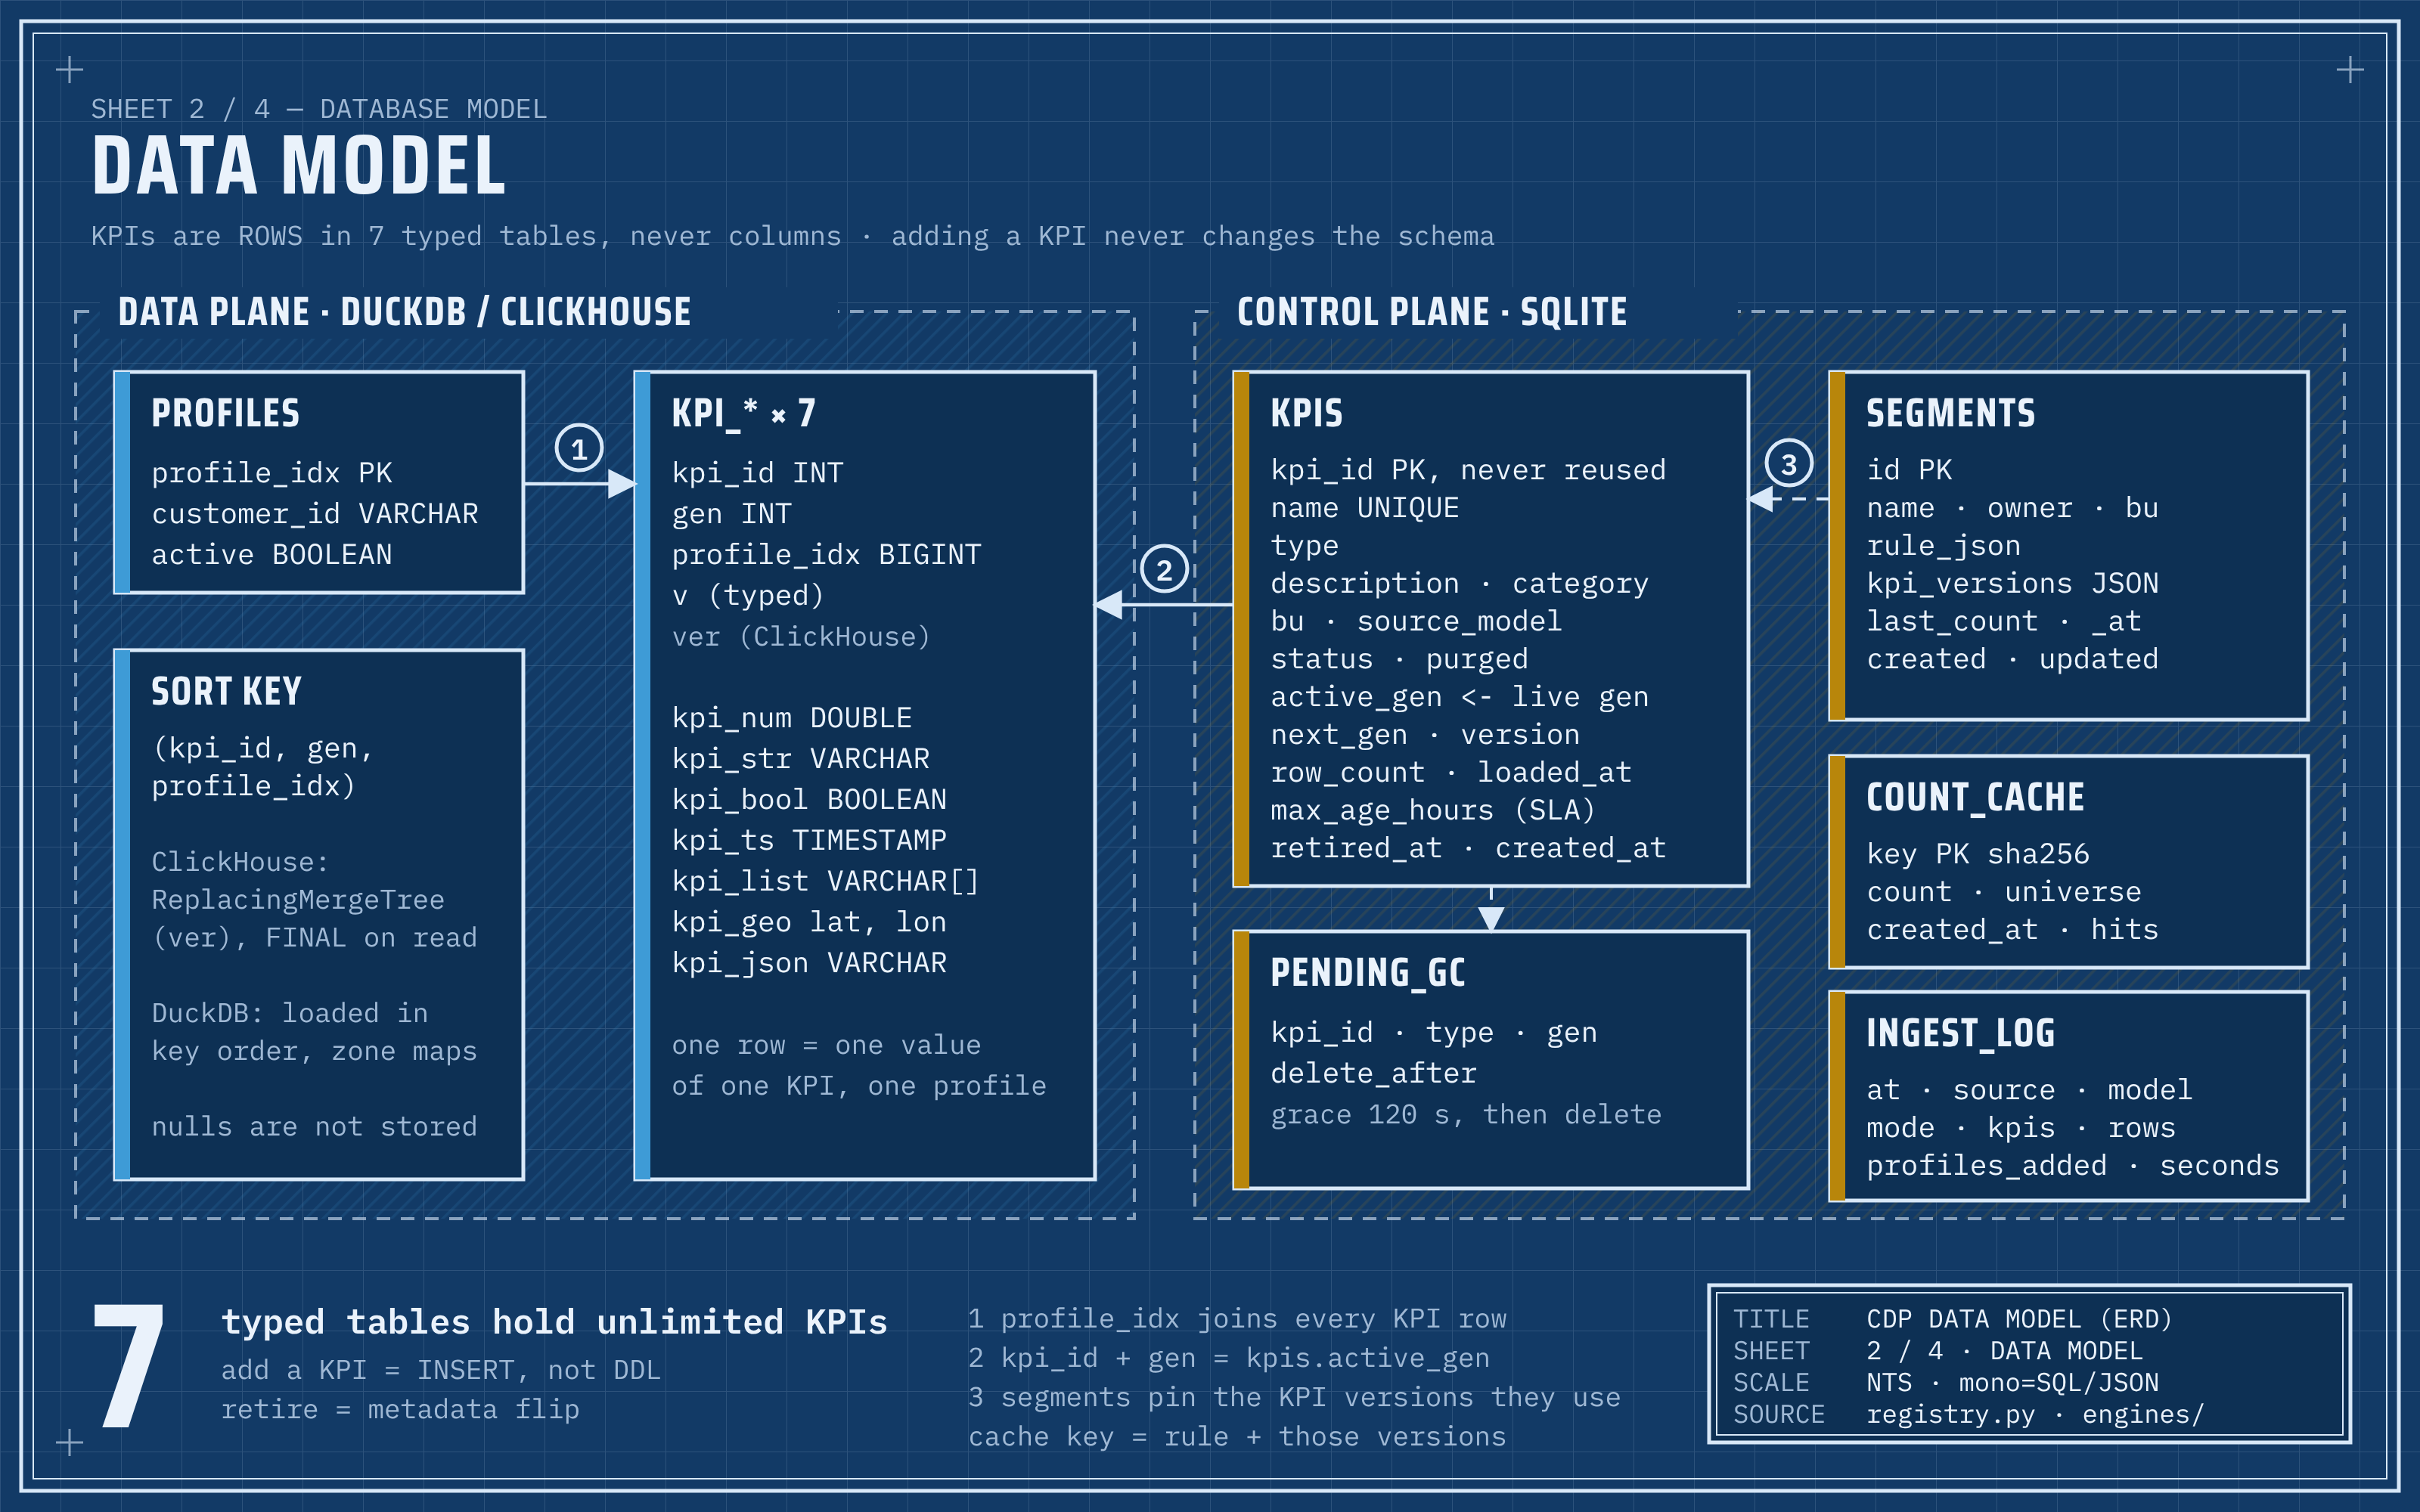 SHEET 2 / 4 — DATABASE MODEL
DATA MODEL
KPIs are ROWS in 7 typed tables, never columns · adding a KPI never changes the schema
DATA PLANE · DUCKDB / CLICKHOUSE
PROFILES
profile_idx PK
customer_id VARCHAR
active BOOLEAN
1
SORT KEY
(kpi_id, gen,
profile_idx)
ClickHouse:
ReplacingMergeTree
(ver), FINAL on read
DuckDB: loaded in
key order, zone maps
nulls are not stored
KPI_* × 7
kpi_id INT
gen INT
profile_idx BIGINT
v (typed)
ver (ClickHouse)
kpi_num DOUBLE
kpi_str VARCHAR
kpi_bool BOOLEAN
kpi_ts TIMESTAMP
kpi_list VARCHAR[]
kpi_geo lat, lon
kpi_json VARCHAR
one row = one value
of one KPI, one profile
2
CONTROL PLANE · SQLITE
KPIS
kpi_id PK, never reused
name UNIQUE
type
description · category
bu · source_model
status · purged
active_gen <- live gen
next_gen · version
row_count · loaded_at
max_age_hours (SLA)
retired_at · created_at
3
PENDING_GC
kpi_id · type · gen
delete_after
grace 120 s, then delete
SEGMENTS
id PK
name · owner · bu
rule_json
kpi_versions JSON
last_count · _at
created · updated
COUNT_CACHE
key PK sha256
count · universe
created_at · hits
INGEST_LOG
at · source · model
mode · kpis · rows
profiles_added · seconds
7
typed tables hold unlimited KPIs
add a KPI = INSERT, not DDL
retire = metadata flip
1 profile_idx joins every KPI row
2 kpi_id + gen = kpis.active_gen
3 segments pin the KPI versions they use
cache key = rule + those versions
TITLE CDP DATA MODEL (ERD)
SHEET 2 / 4 · DATA MODEL
SCALE NTS · mono=SQL/JSON
SOURCE registry.py · engines/